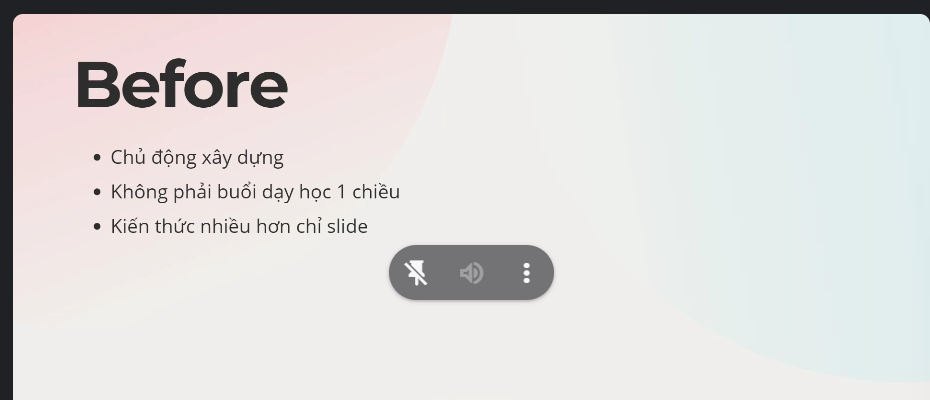 Before
• Chủ động xây dựng
• Không phải buổi dạy học 1 chiều
• Kiến thức nhiều hơn chỉ slide